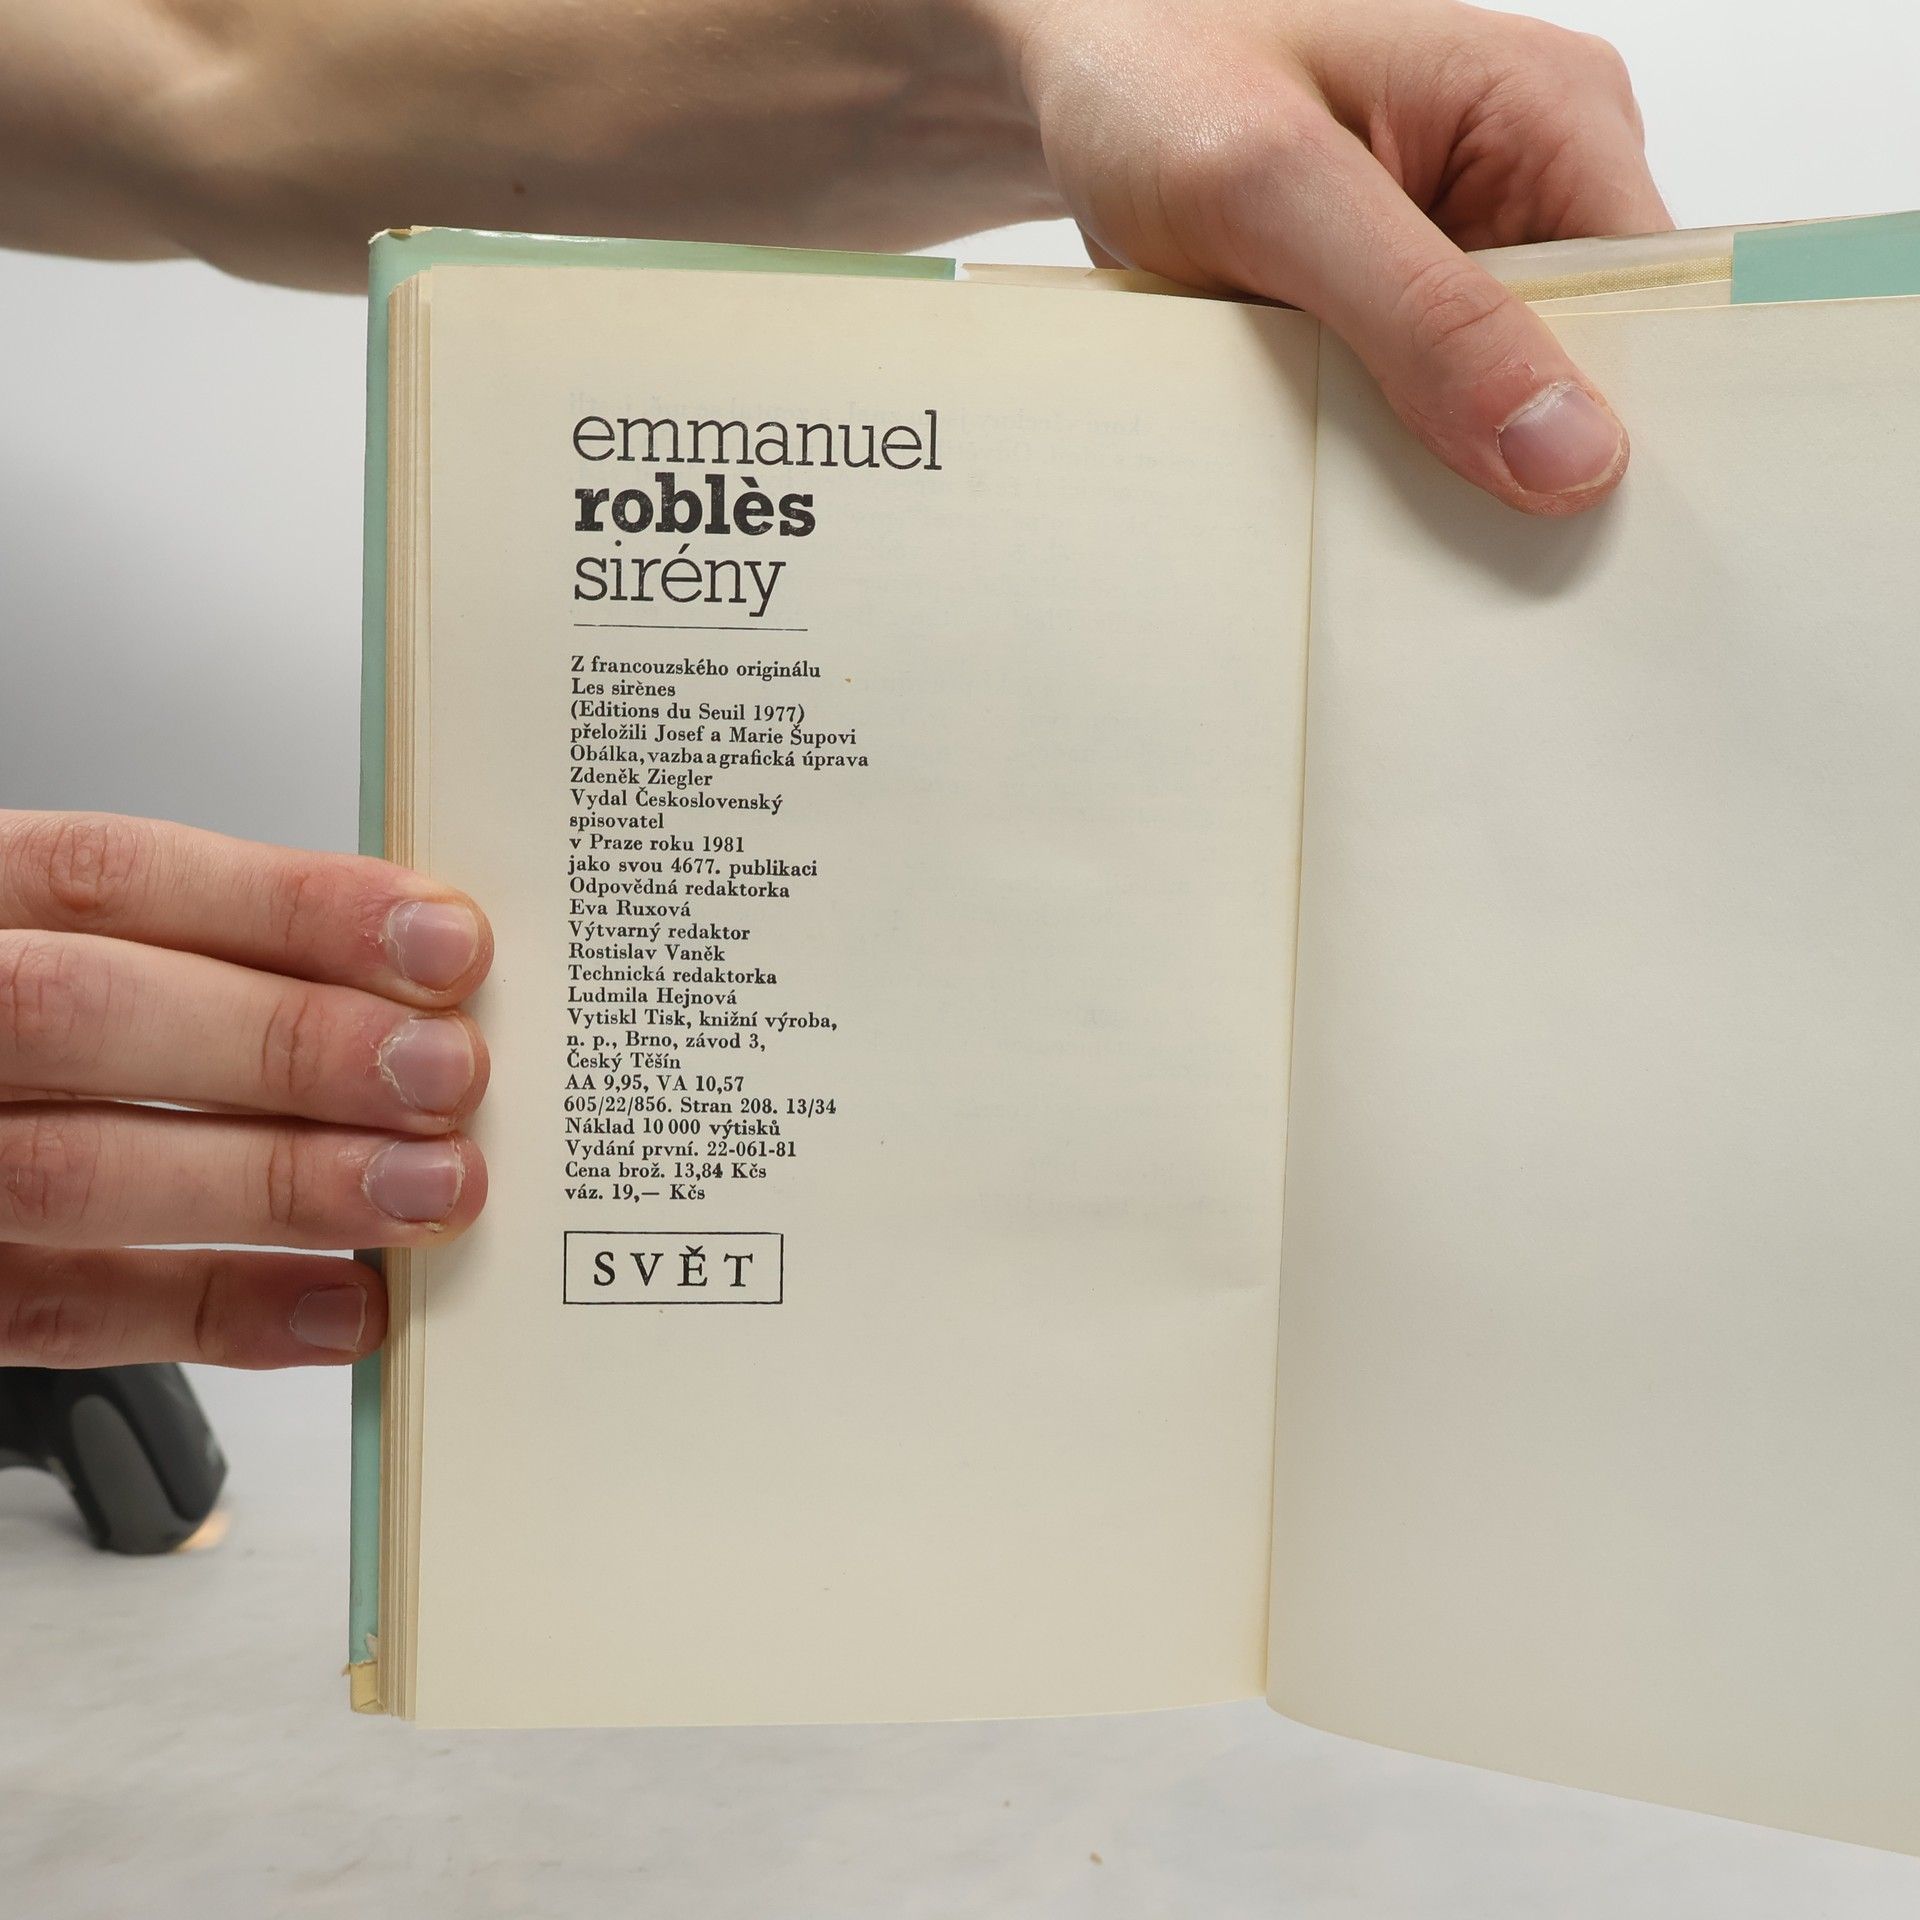 emmanuel
roblès
sirény
Z francouzského originálu
Les sirènes
(Editions du Seuil 1977)
přeložili Josef a Marie Šupovi
Obálka, vazba a grafická úprava
Zdeněk Ziegler
Vydal Československý
spisovatel
v Praze roku 1981
jako svou 4677. publikaci
Odpovědná redaktorka
Eva Ruxová
Výtvarný redaktor
Rostislav Vaněk
Technická redaktorka
Ludmila Hejnová
Vytiskl Tisk, knižní výroba,
n. p., Brno, závod 3,
Český Těšín
AA 9,95, VA 10,57
605/22/856. Stran 208. 13/34
Náklad 10 000 výtisků
Vydání první. 22-061-81
Cena brož. 13,84 Kčs
váz. 19,— Kčs
SVĚT